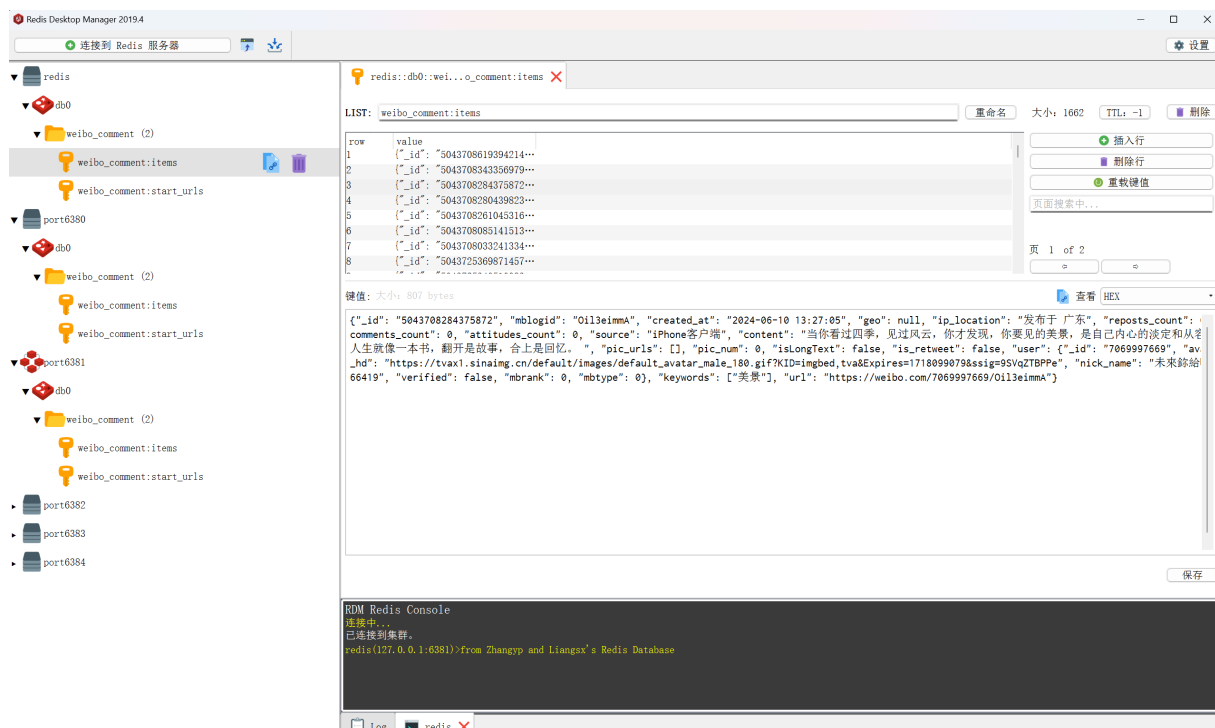 Redis Desktop Manager 2019.4
连接到 Redis 服务器
设置
redis
db0
weibo_comment (2)
weibo_comment:items
weibo_comment:start_urls
port6380
db0
weibo_comment (2)
weibo_comment:items
weibo_comment:start_urls
port6381
db0
weibo_comment (2)
weibo_comment:items
weibo_comment:start_urls
port6382
port6383
port6384
redis::db0::wei...o_comment:items
LIST: weibo_comment:items 重命名 大小: 1662 TTL: -1 删除
row value
1 {"_id": "5043708619394214…
2 {"_id": "5043708343356979…
3 {"_id": "5043708284375872…
4 {"_id": "5043708280439823…
5 {"_id": "5043708261045316…
6 {"_id": "5043708085141513…
7 {"_id": "5043708033241334…
8 {"_id": "5043725369871457…
插入行
删除行
重载键值
页面搜索中...
页 1 of 2
键值: 大小: 807 bytes 查看 HEX
{"_id": "5043708284375872", "mblogid": "Oil3eimmA", "created_at": "2024-06-10 13:27:05", "geo": null, "ip_location": "发布于 广东", "reposts_count":
comments_count": 0, "attitudes_count": 0, "source": "iPhone客户端", "content": "当你看过四季，见过风云，你才发现，你要见的美景，是自己内心的淡定和从容
人生就像一本书，翻开是故事，合上是回忆。 ", "pic_urls": [], "pic_num": 0, "isLongText": false, "is_retweet": false, "user": {"_id": "7069997669", "av
_hd": "https://tvax1.sinaimg.cn/default/images/default_avatar_male_180.gif?KID=imgbed,tva&Expires=1718099079&ssig=9SVqZTBPPe", "nick_name": "未來
66419", "verified": false, "mbrank": 0, "mbtype": 0}, "keywords": ["美景"], "url": "https://weibo.com/7069997669/Oil3eimmA"}
保存
RDM Redis Console
连接中...
已连接到集群。
redis(127.0.0.1:6381)>from Zhangyp and Liangsx's Redis Database
Log redis